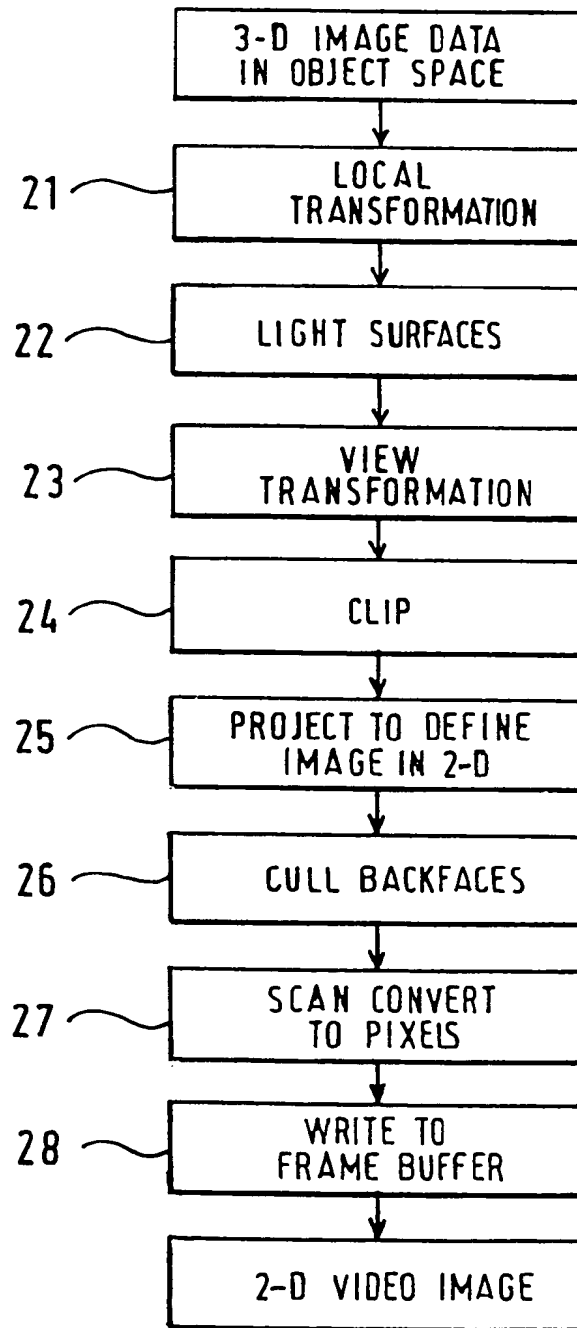 3-D IMAGE DATA
IN OBJECT SPACE
21
LOCAL
TRANSFORMATION
22
LIGHT SURFACES
23
VIEW
TRANSFORMATION
24
CLIP
25
PROJECT TO DEFINE
IMAGE IN 2-D
26
CULL BACKFACES
27
SCAN CONVERT
TO PIXELS
28
WRITE TO
FRAME BUFFER
2-D VIDEO IMAGE